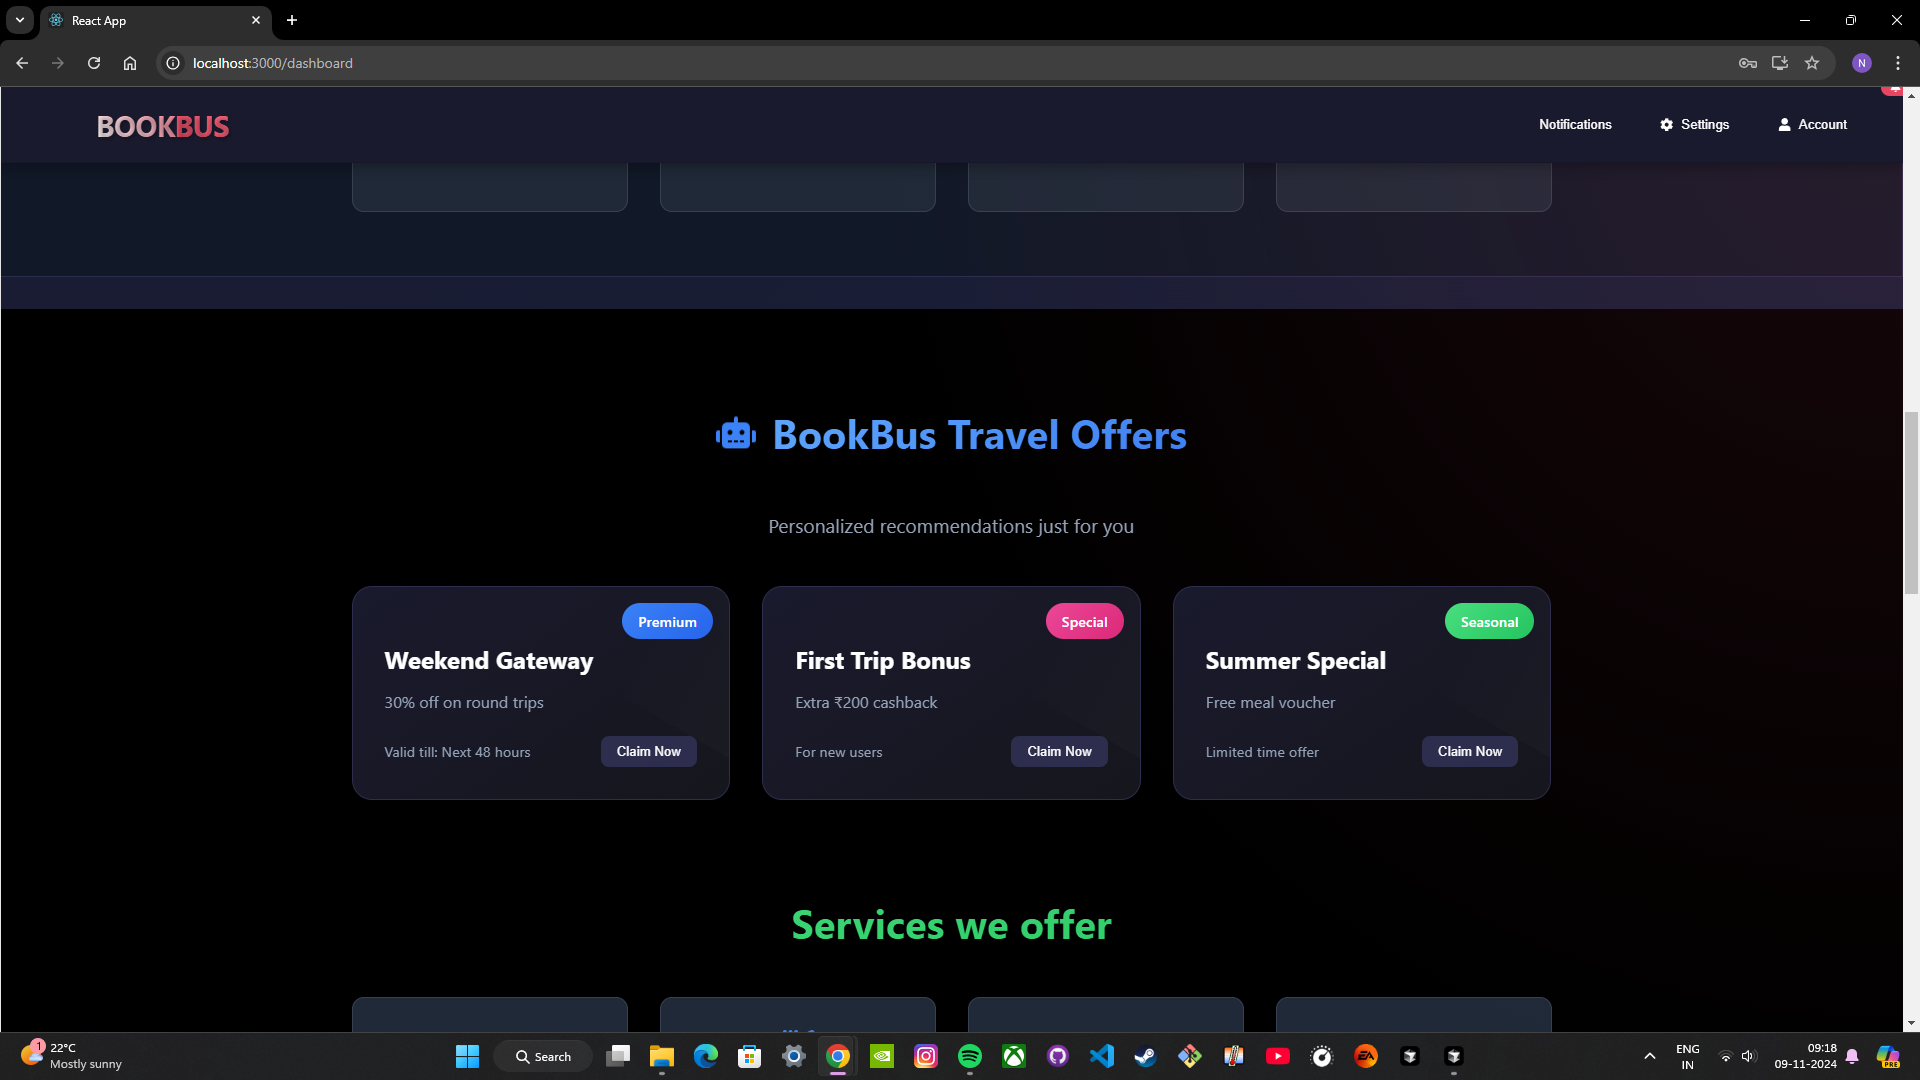 React App
localhost:3000/dashboard
N
BOOKBUS
Notifications
Settings
Account
BookBus Travel Offers
Personalized recommendations just for you
Premium
Weekend Gateway
30% off on round trips
Valid till: Next 48 hours
Claim Now
Special
First Trip Bonus
Extra ₹200 cashback
For new users
Claim Now
Seasonal
Summer Special
Free meal voucher
Limited time offer
Claim Now
Services we offer
1
22°C
Mostly sunny
Search
EA
ENG
IN
09:18
09-11-2024
PRE